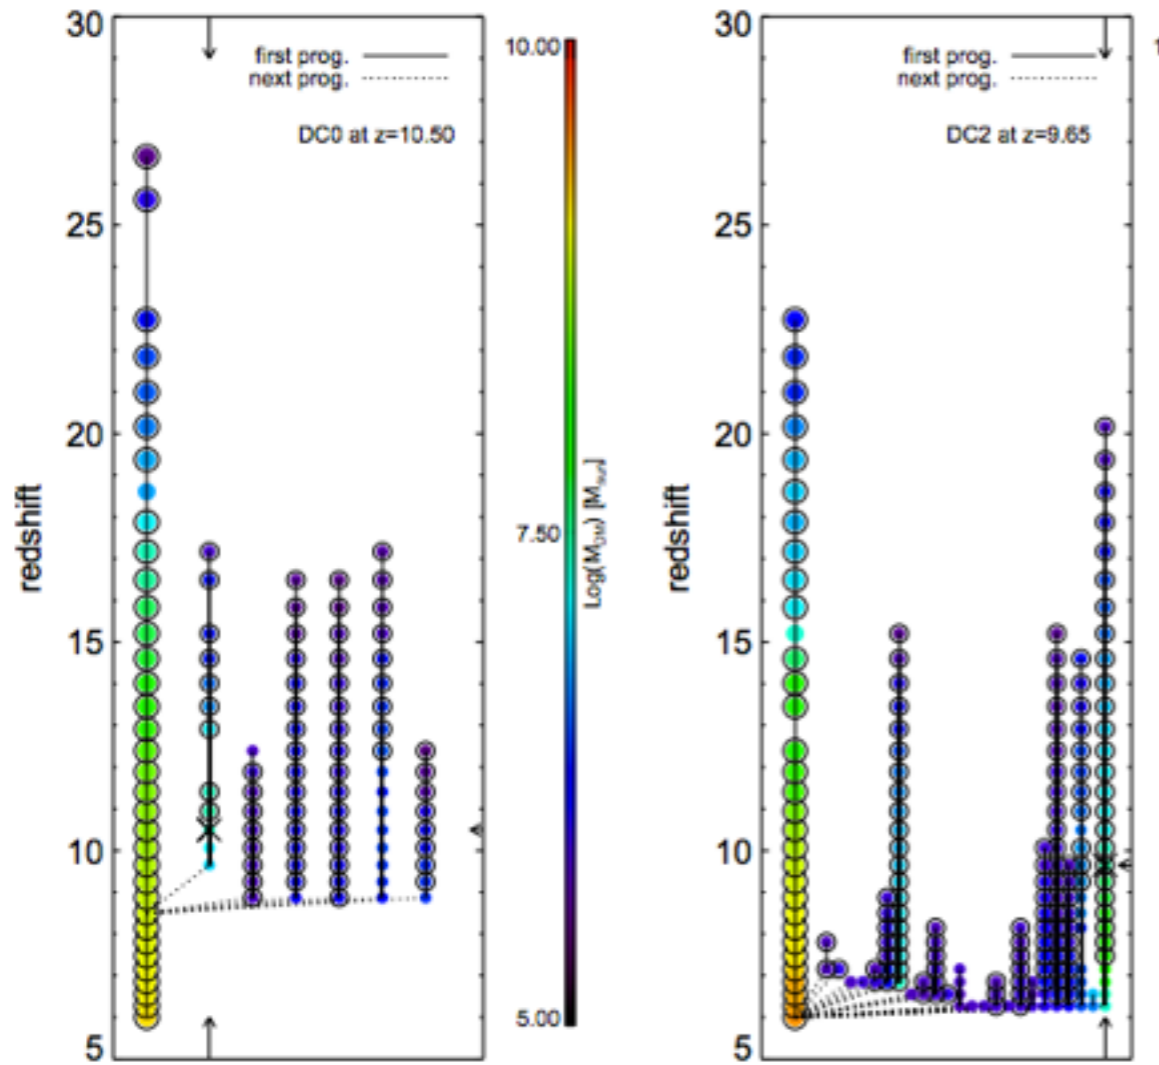 30
first prog.
next prog.
DC0 at z=10.50
25
20
15
10
5
redshift
10.00
7.50
5.00
Log(M_DM) [M_sun]
30
first prog.
next prog.
DC2 at z=9.65
25
20
15
10
5
redshift
1